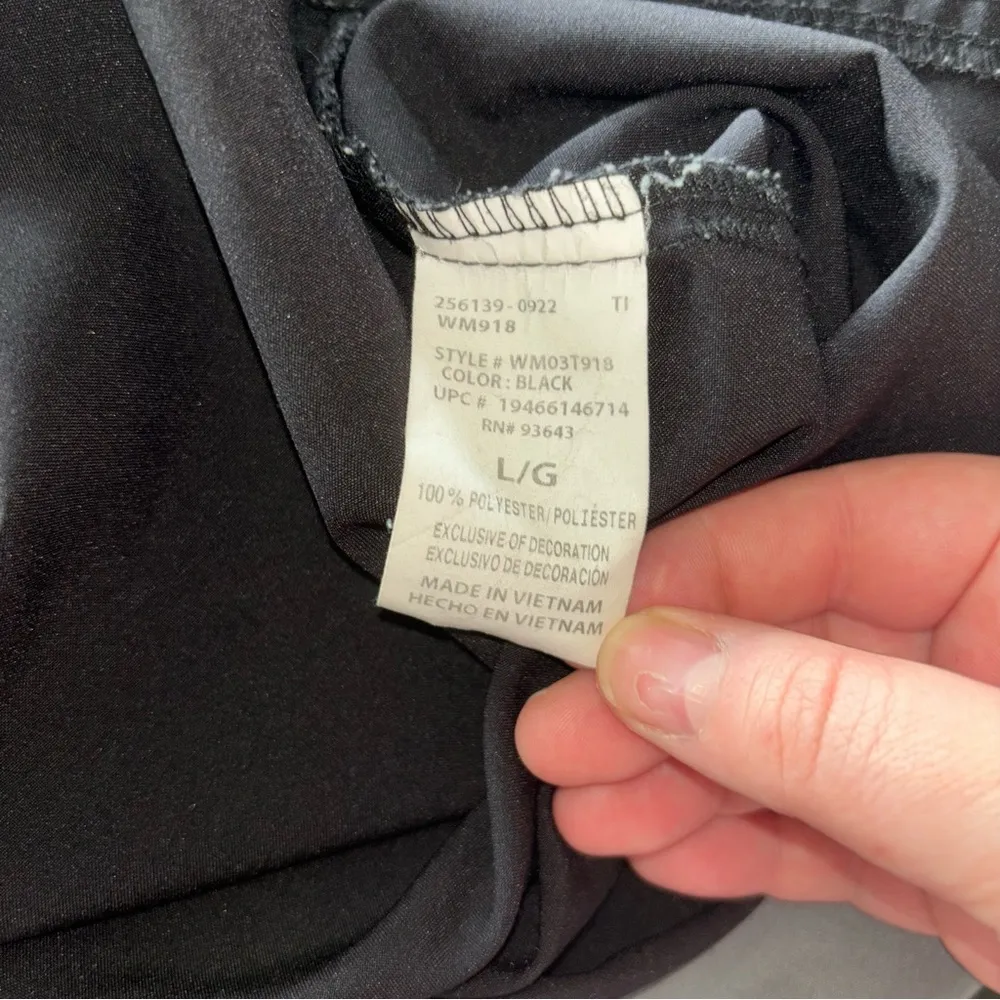 256139-0922 TI
WM918
STYLE # WM03T918
COLOR: BLACK
UPC # 19466146714
RN# 93643
L/G
100% POLYESTER/POLIÉSTER
EXCLUSIVE OF DECORATION
EXCLUSIVO DE DECORACIÓN
MADE IN VIETNAM
HECHO EN VIETNAM